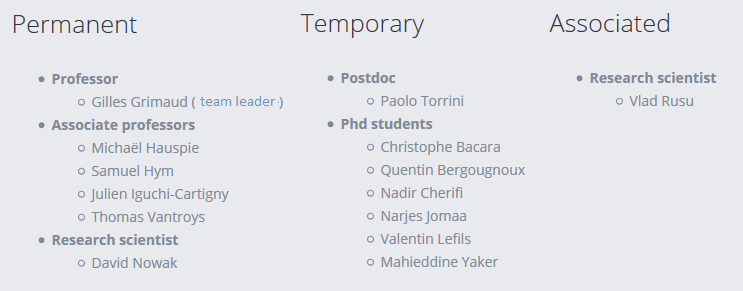 Permanent
Professor
Gilles Grimaud ( team leader )
Associate professors
Michaël Hauspie
Samuel Hym
Julien Iguchi-Cartigny
Thomas Vantroys
Research scientist
David Nowak
Temporary
Postdoc
Paolo Torrini
Phd students
Christophe Bacara
Quentin Bergougnoux
Nadir Cherifi
Narjes Jomaa
Valentin Lefils
Mahieddine Yaker
Associated
Research scientist
Vlad Rusu